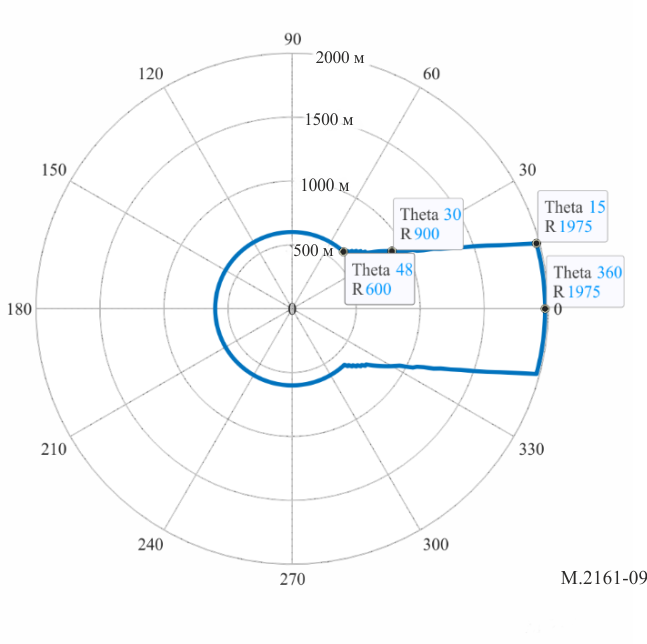 90
2000 м
120
60
1500 м
150
30
1000 м
Theta 30
R 900
Theta 15
R 1975
500 м
Theta 48
R 600
Theta 360
R 1975
180
0
0
210
330
240
300
270
M.2161-09